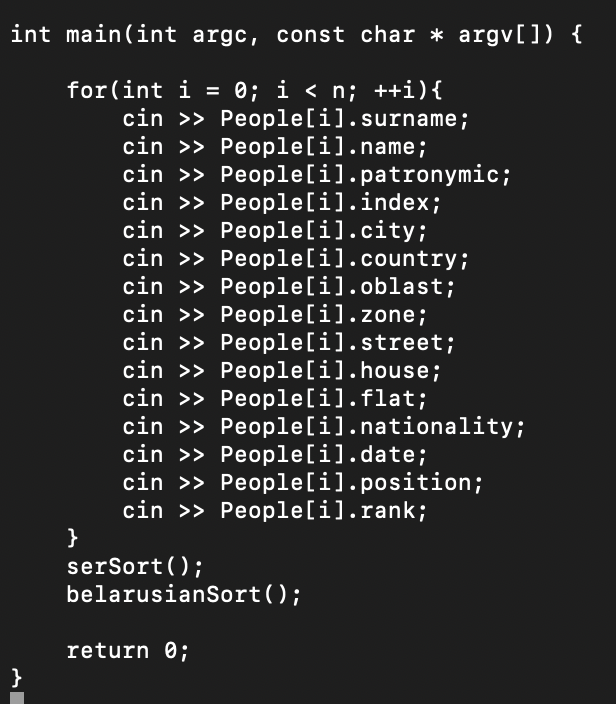 int main(int argc, const char * argv[]) {
for(int i = 0; i < n; ++i){
cin >> People[i].surname;
cin >> People[i].name;
cin >> People[i].patronymic;
cin >> People[i].index;
cin >> People[i].city;
cin >> People[i].country;
cin >> People[i].oblast;
cin >> People[i].zone;
cin >> People[i].street;
cin >> People[i].house;
cin >> People[i].flat;
cin >> People[i].nationality;
cin >> People[i].date;
cin >> People[i].position;
cin >> People[i].rank;
}
serSort();
belarusianSort();
return 0;
}